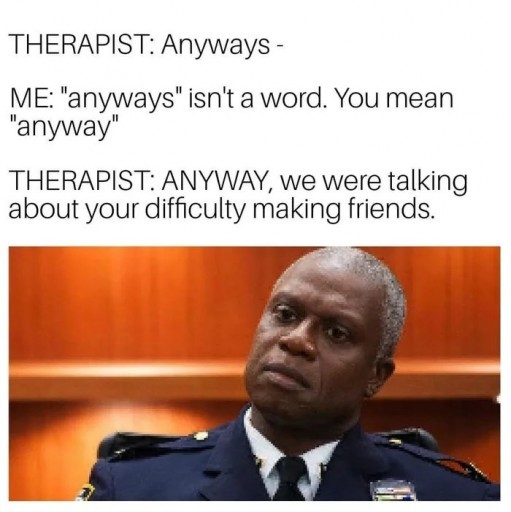 THERAPIST: Anyways -
ME: "anyways" isn't a word. You mean
"anyway"
THERAPIST: ANYWAY, we were talking
about your difficulty making friends.